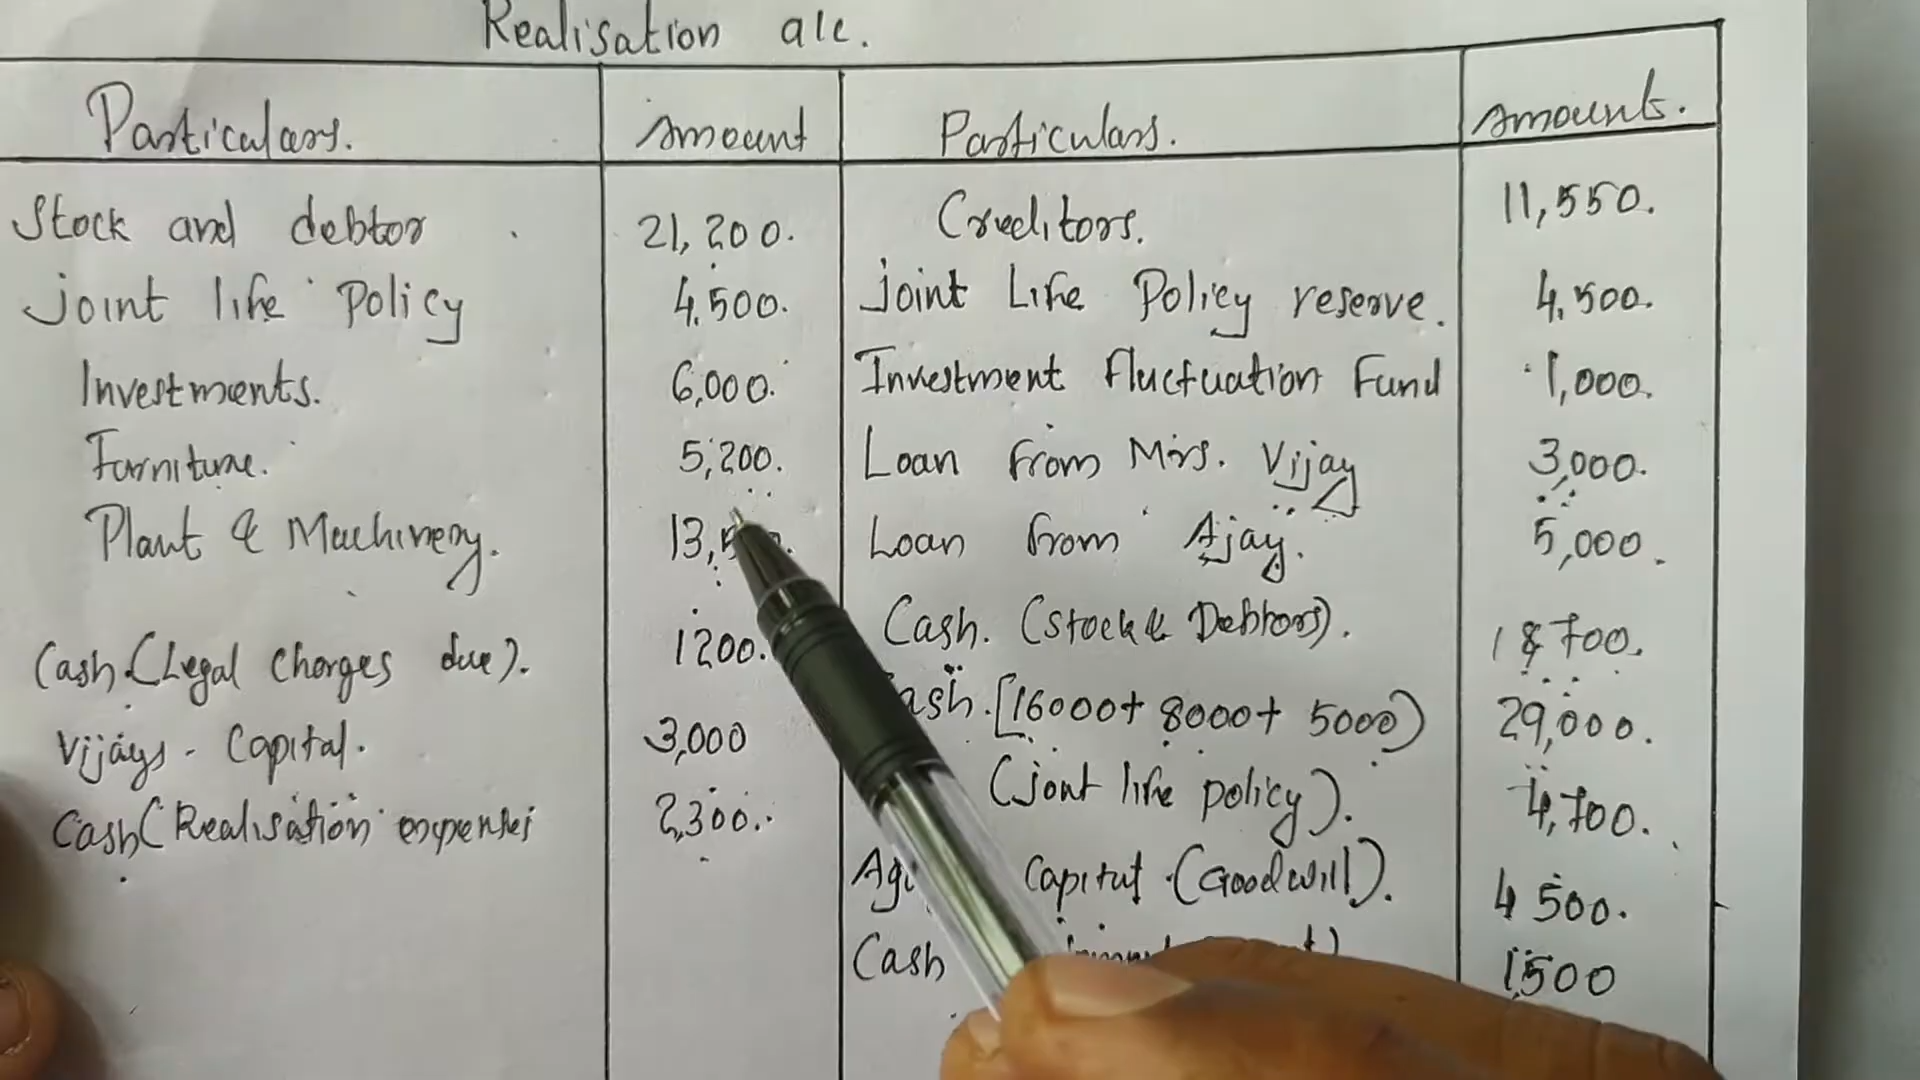 Realisation a/c.
Particulars. Amount Particulars. Amounts.
Stock and debtor 21,200. Creditors. 11,550.
Joint life Policy 4,500. Joint Life Policy reserve. 4,500.
Investments. 6,000. Investment Fluctuation Fund 1,000.
Furniture. 5,200. Loan from Mrs. Vijay 3,000.
Plant & Machinery. Loan from Ajay. 5,000.
Cash (Legal Charges due). 1200. Cash. (Stock & Debtors). 18700.
Vijays - Capital. 3,000 [16000+ 8000+ 5000) 29,000.
Cash (Realisation expenses 2,300. (Joint life policy). 4,700.
Capital (Goodwill). 4500.
Cash 1,500